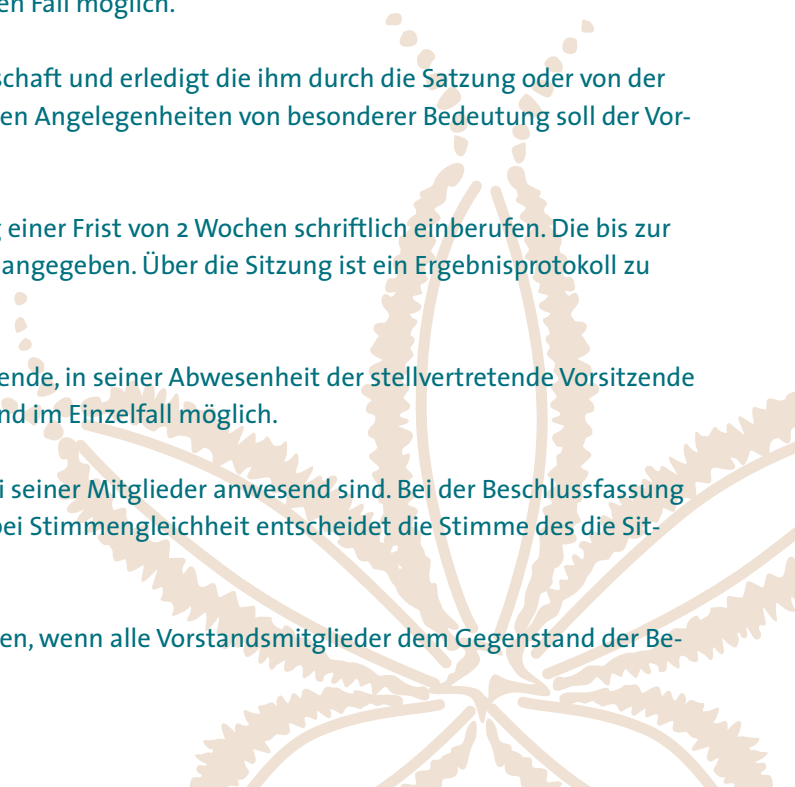 en Fall möglich.
schaft und erledigt die ihm durch die Satzung oder von der
en Angelegenheiten von besonderer Bedeutung soll der Vor-
einer Frist von 2 Wochen schriftlich einberufen. Die bis zur
angegeben. Über die Sitzung ist ein Ergebnisprotokoll zu
ende, in seiner Abwesenheit der stellvertretende Vorsitzende
nd im Einzelfall möglich.
i seiner Mitglieder anwesend sind. Bei der Beschlussfassung
bei Stimmengleichheit entscheidet die Stimme des die Sit-
en, wenn alle Vorstandsmitglieder dem Gegenstand der Be-